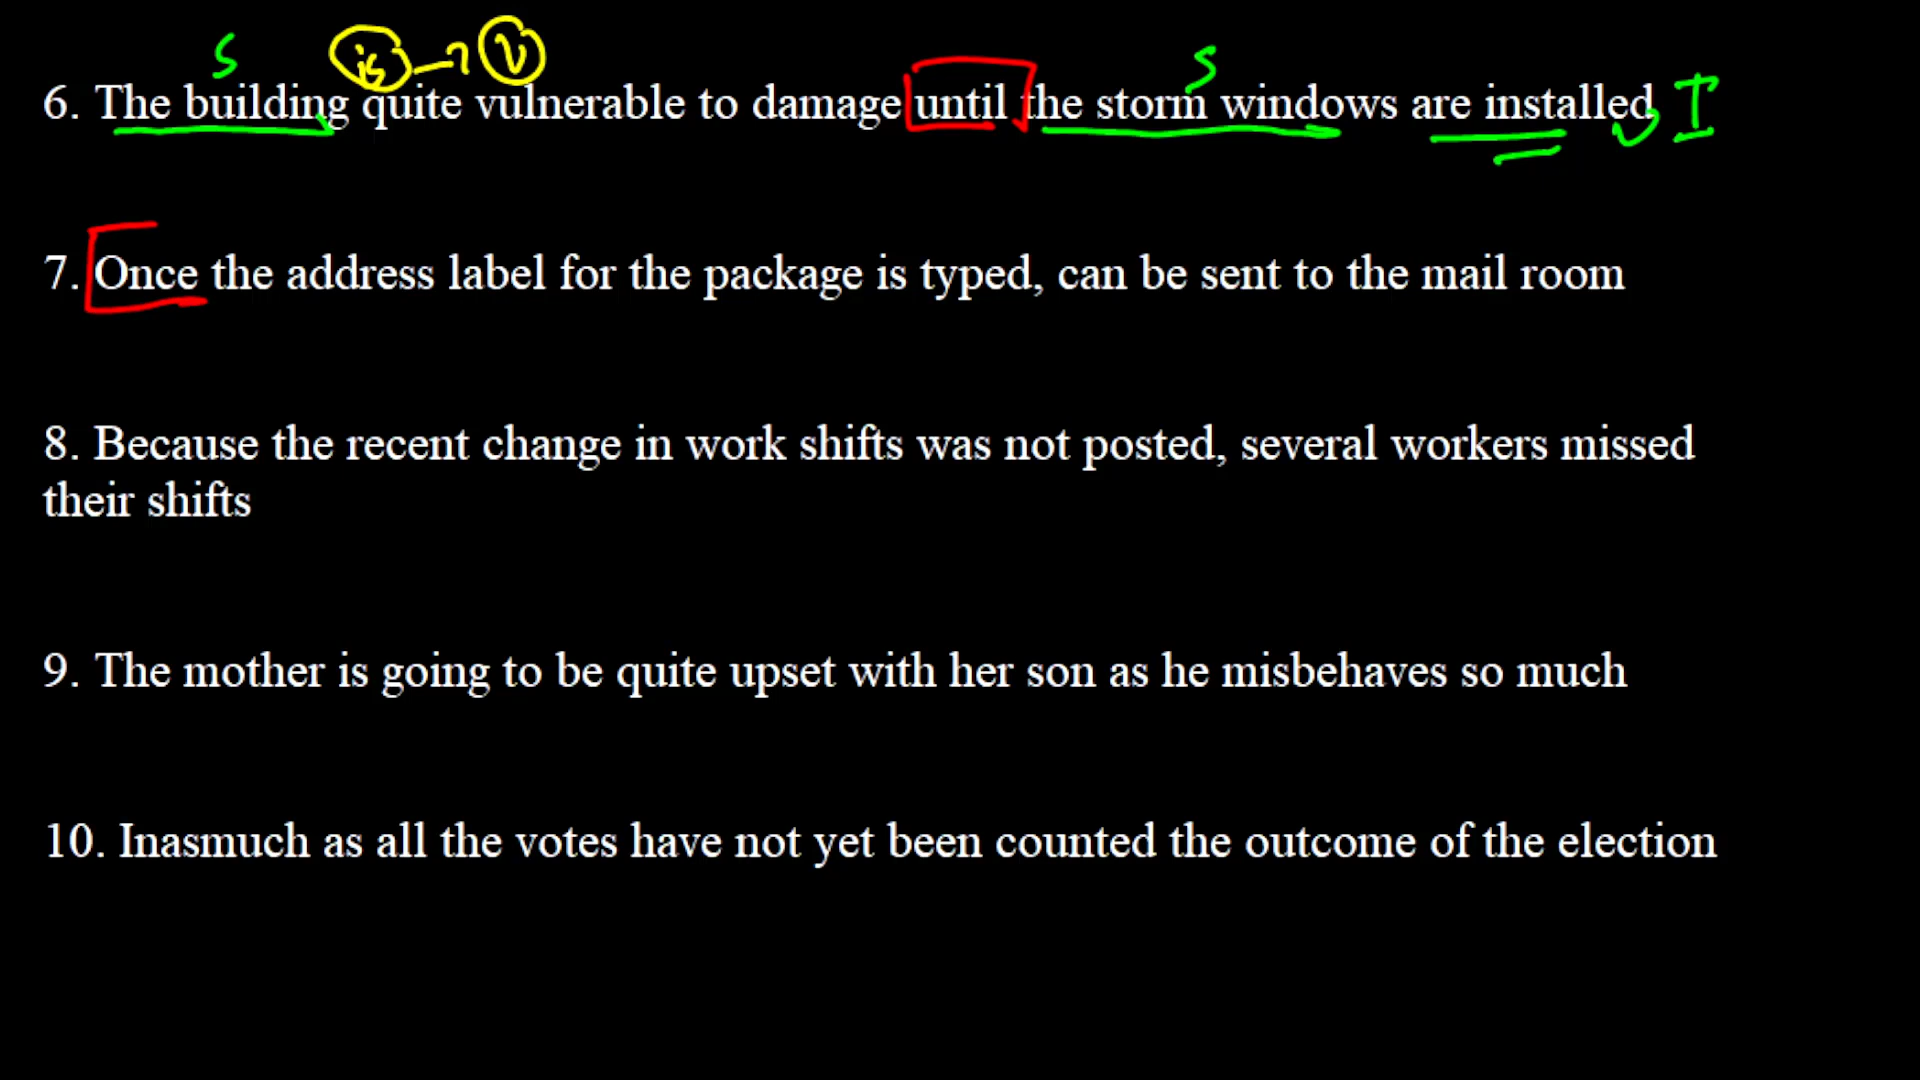 S is V S
6. The building quite vulnerable to damage until the storm windows are installed I
V
7. Once the address label for the package is typed, can be sent to the mail room
8. Because the recent change in work shifts was not posted, several workers missed
their shifts
9. The mother is going to be quite upset with her son as he misbehaves so much
10. Inasmuch as all the votes have not yet been counted the outcome of the election